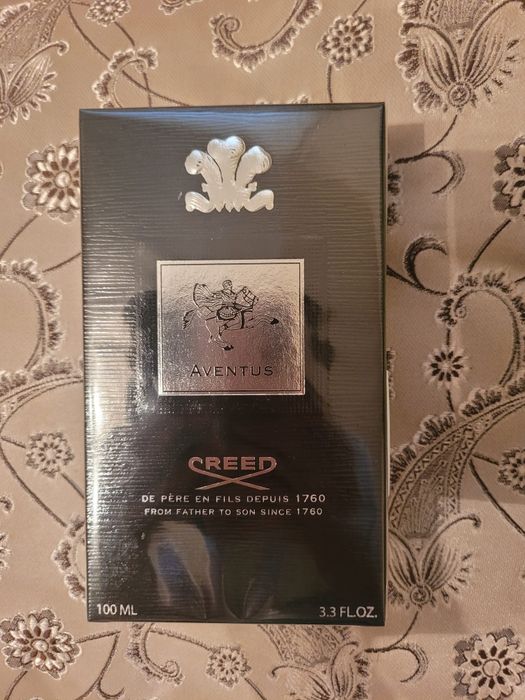 AVENTUS
CREED
DE PÈRE EN FILS DEPUIS 1760
FROM FATHER TO SON SINCE 1760
100 ML 3.3 FL.OZ.